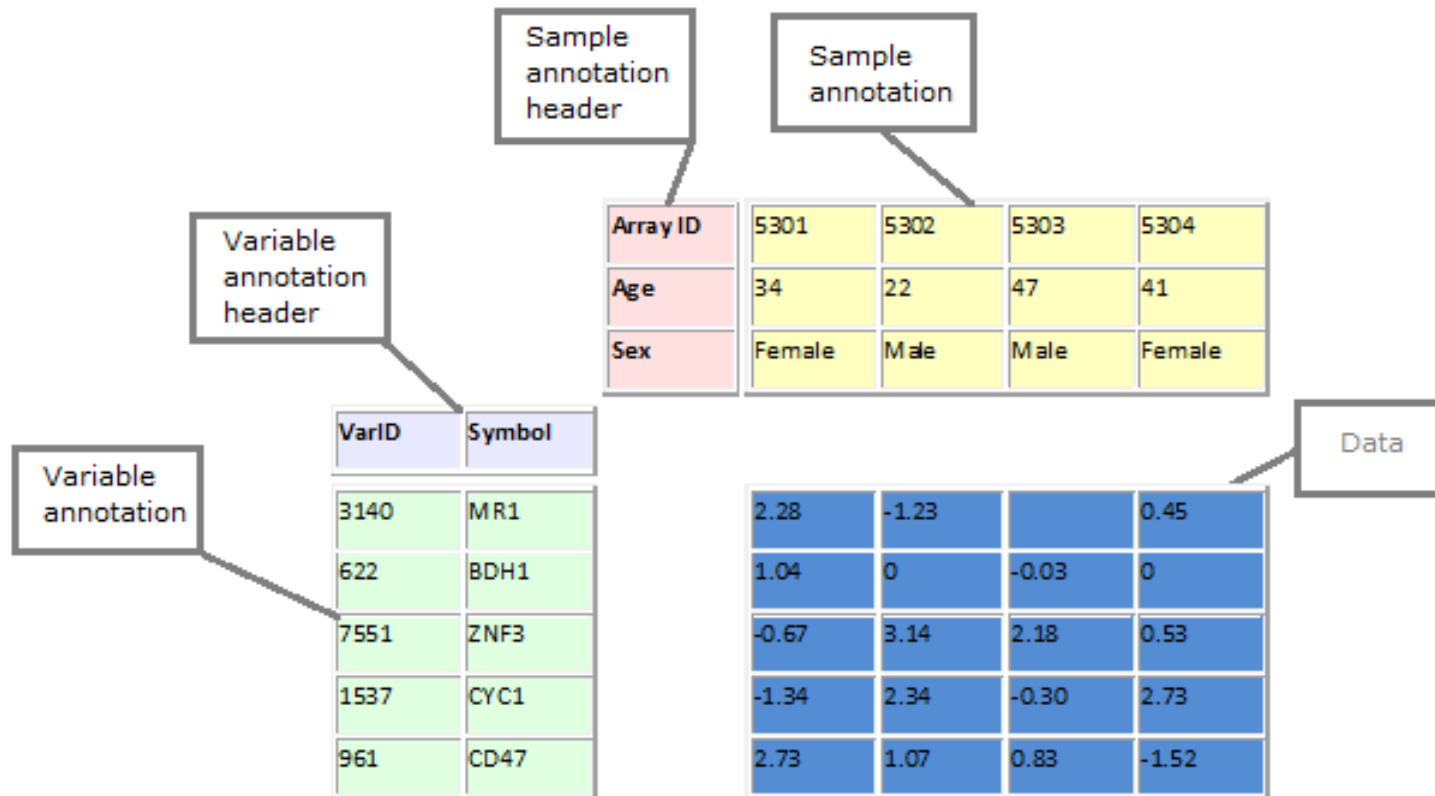 Sample
annotation
header
Sample
annotation
Array ID 5301 5302 5303 5304
Age 34 22 47 41
Sex Female Male Male Female
Variable
annotation
header
VarID Symbol
Data
Variable
annotation
3140 MR1 2.28 -1.23 0.45
622 BDH1 1.04 0 -0.03 0
7551 ZNF3 -0.67 3.14 2.18 0.53
1537 CYC1 -1.34 2.34 -0.30 2.73
961 CD47 2.73 1.07 0.83 -1.52